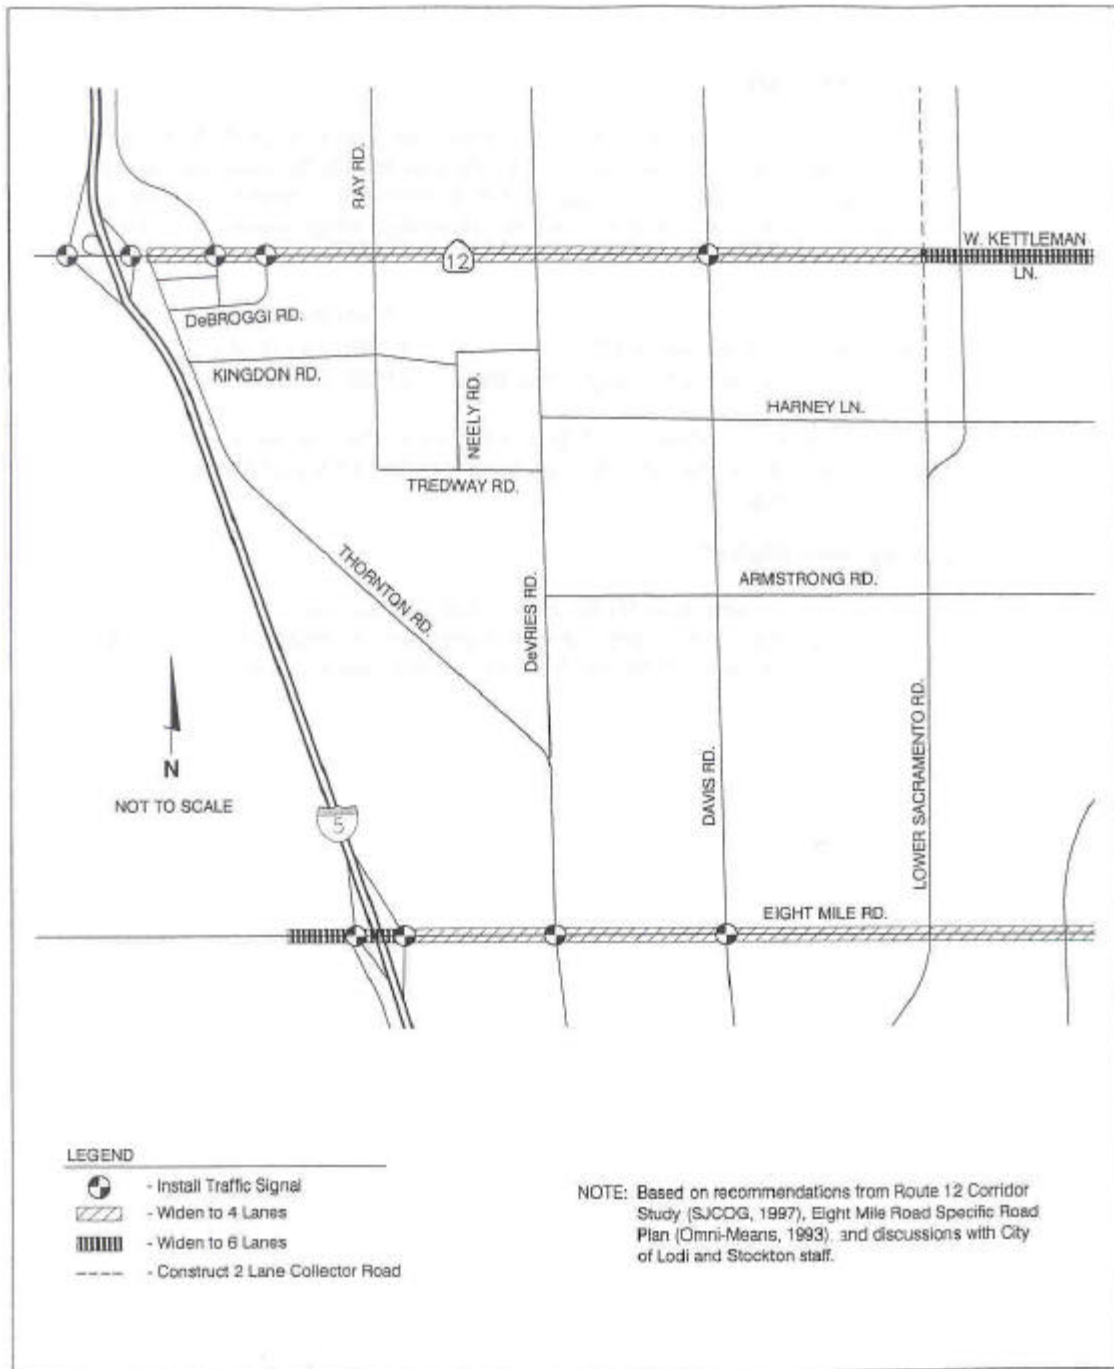 RAY RD.
W. KETTLEMAN
LN.
12
DeBROGGI RD.
KINGDON RD.
NEELY RD.
HARNEY LN.
TREDWAY RD.
THORNTON RD.
DeVRIES RD.
ARMSTRONG RD.
N
NOT TO SCALE
DAVIS RD.
LOWER SACRAMENTO RD.
5
EIGHT MILE RD.
LEGEND
- Install Traffic Signal
- Widen to 4 Lanes
- Widen to 6 Lanes
- Construct 2 Lane Collector Road
NOTE: Based on recommendations from Route 12 Corridor
Study (SJCOG, 1997), Eight Mile Road Specific Road
Plan (Omni-Means, 1993). and discussions with City
of Lodi and Stockton staff.